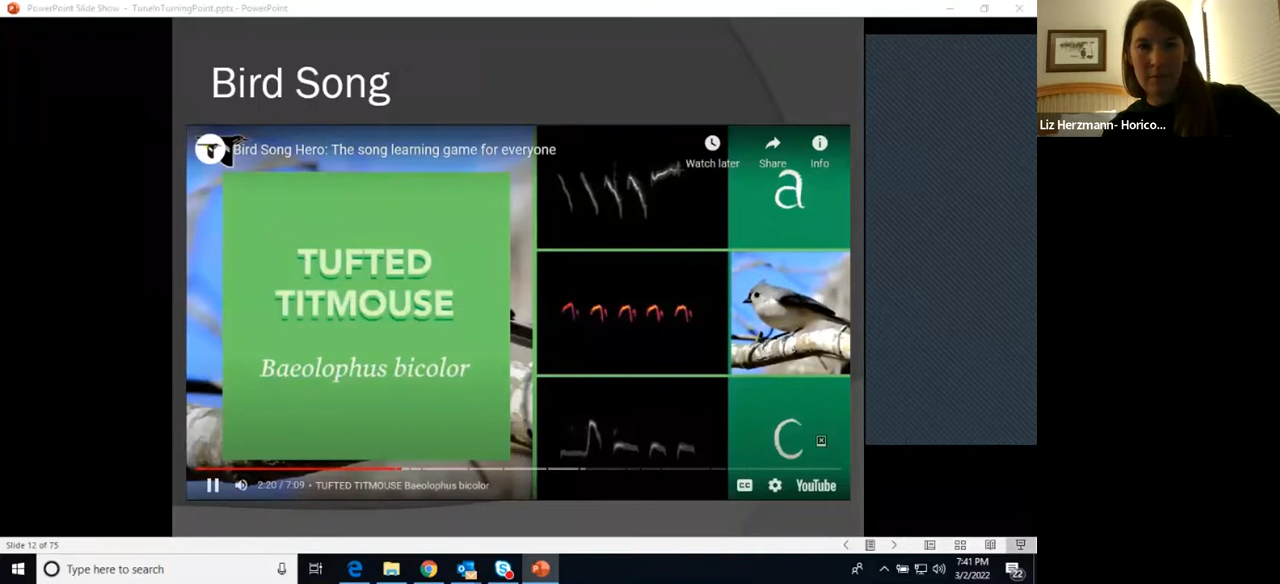 PowerPoint Slide Show - TuneInTurningPoint.pptx - PowerPoint
Bird Song
Bird Song Hero: The song learning game for everyone
Watch later
Share
Info
a
TUFTED
TITMOUSE
Baeolophus bicolor
C
2:20 / 7:09 • TUFTED TITMOUSE Baeolophus bicolor
CC
YouTube
Liz Herzmann- Horico...
Slide 12 of 75
Type here to search
7:41 PM
3/2/2022
22